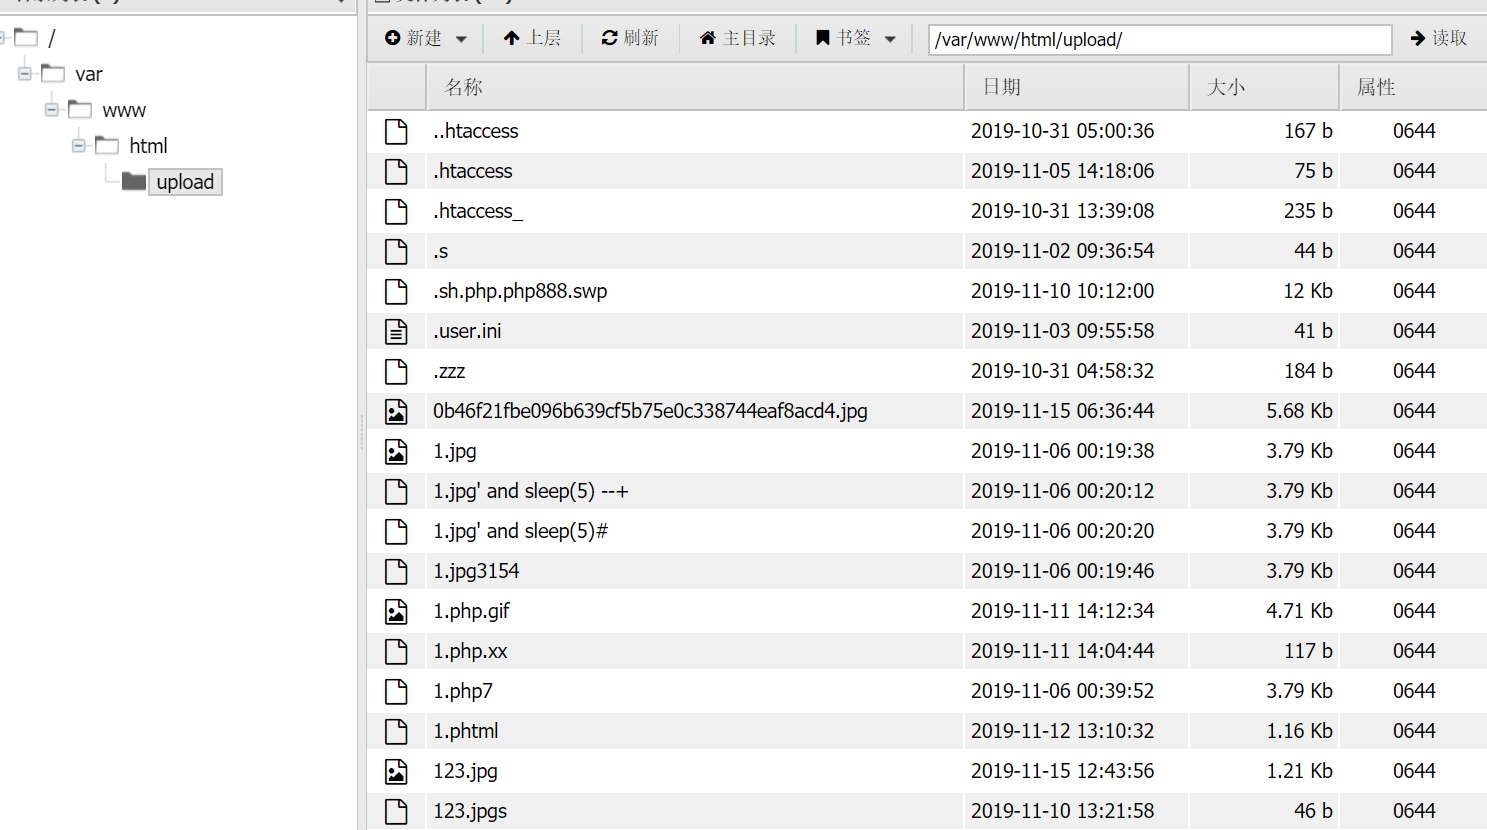 /
var
www
html
upload
新建 上层 刷新 主目录 书签 /var/www/html/upload/ 读取
名称 日期 大小 属性
..htaccess 2019-10-31 05:00:36 167 b 0644
.htaccess 2019-11-05 14:18:06 75 b 0644
.htaccess_ 2019-10-31 13:39:08 235 b 0644
.s 2019-11-02 09:36:54 44 b 0644
.sh.php.php888.swp 2019-11-10 10:12:00 12 Kb 0644
.user.ini 2019-11-03 09:55:58 41 b 0644
.zzz 2019-10-31 04:58:32 184 b 0644
0b46f21fbe096b639cf5b75e0c338744eaf8acd4.jpg 2019-11-15 06:36:44 5.68 Kb 0644
1.jpg 2019-11-06 00:19:38 3.79 Kb 0644
1.jpg' and sleep(5) --+ 2019-11-06 00:20:12 3.79 Kb 0644
1.jpg' and sleep(5)# 2019-11-06 00:20:20 3.79 Kb 0644
1.jpg3154 2019-11-06 00:19:46 3.79 Kb 0644
1.php.gif 2019-11-11 14:12:34 4.71 Kb 0644
1.php.xx 2019-11-11 14:04:44 117 b 0644
1.php7 2019-11-06 00:39:52 3.79 Kb 0644
1.phtml 2019-11-12 13:10:32 1.16 Kb 0644
123.jpg 2019-11-15 12:43:56 1.21 Kb 0644
123.jpgs 2019-11-10 13:21:58 46 b 0644